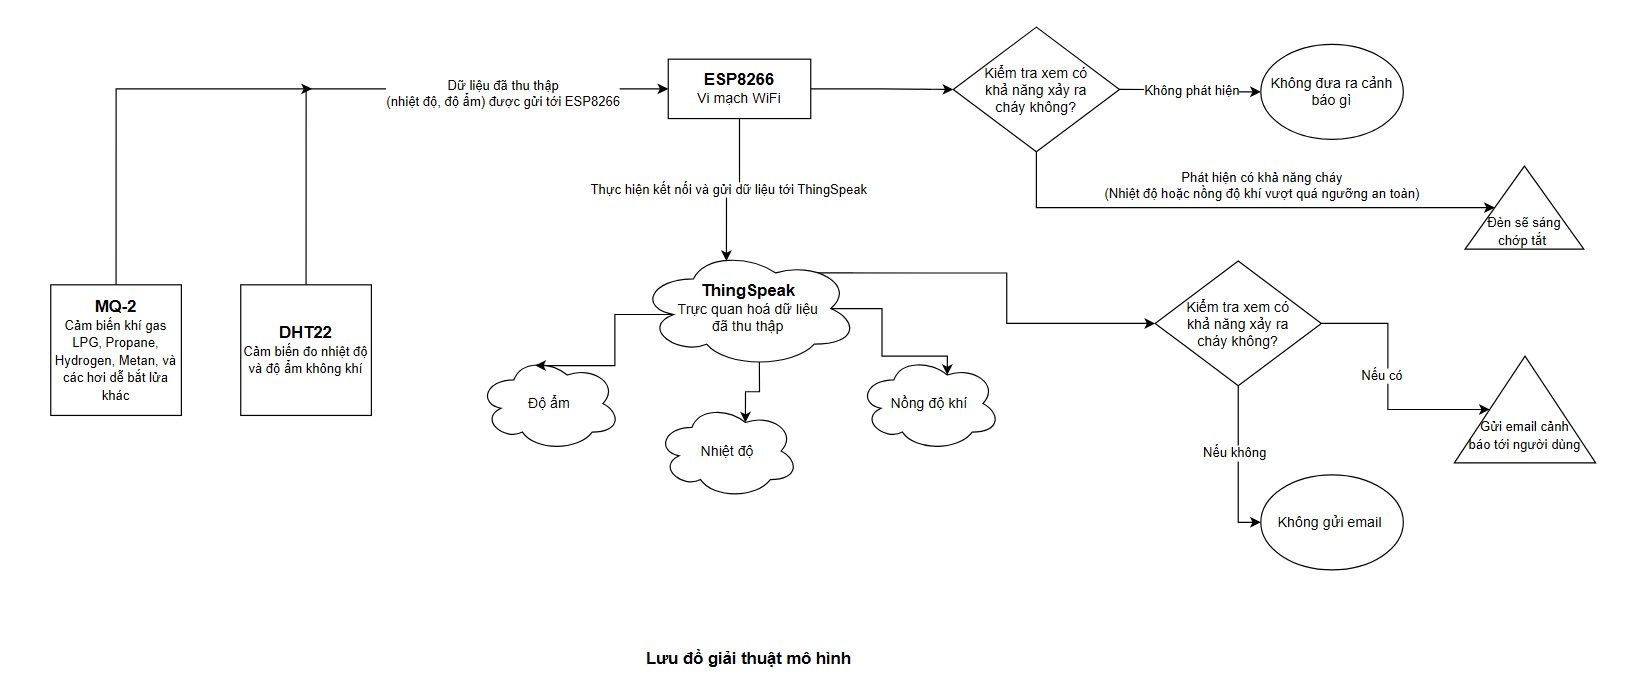 Dữ liệu đã thu thập
(nhiệt độ, độ ẩm) được gửi tới ESP8266
ESP8266
Vi mạch WiFi
Kiểm tra xem có
khả năng xảy ra
cháy không?
Không phát hiện
Không đưa ra cảnh
báo gì
Phát hiện có khả năng cháy
(Nhiệt độ hoặc nồng độ khí vượt quá ngưỡng an toàn)
Đèn sẽ sáng
chớp tắt
Thực hiện kết nối và gửi dữ liệu tới ThingSpeak
MQ-2
Cảm biến khí gas
LPG, Propane,
Hydrogen, Metan, và
các hơi dễ bắt lửa
khác
DHT22
Cảm biến đo nhiệt độ
và độ ẩm không khí
ThingSpeak
Trực quan hoá dữ liệu
đã thu thập
Độ ẩm
Nhiệt độ
Nồng độ khí
Kiểm tra xem có
khả năng xảy ra
cháy không?
Nếu có
Gửi email cảnh
báo tới người dùng
Nếu không
Không gửi email
Lưu đồ giải thuật mô hình